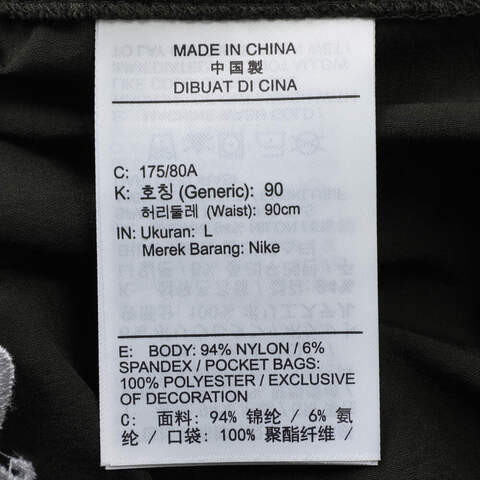 MADE IN CHINA
中国製
DIBUAT DI CINA
C: 175/80A
K: 호칭 (Generic): 90
허리둘레 (Waist): 90cm
IN: Ukuran: L
Merek Barang: Nike
E: BODY: 94% NYLON / 6%
SPANDEX / POCKET BAGS:
100% POLYESTER / EXCLUSIVE
OF DECORATION
C: 面料: 94% 锦纶 / 6% 氨
纶 / 口袋: 100% 聚酯纤维 /